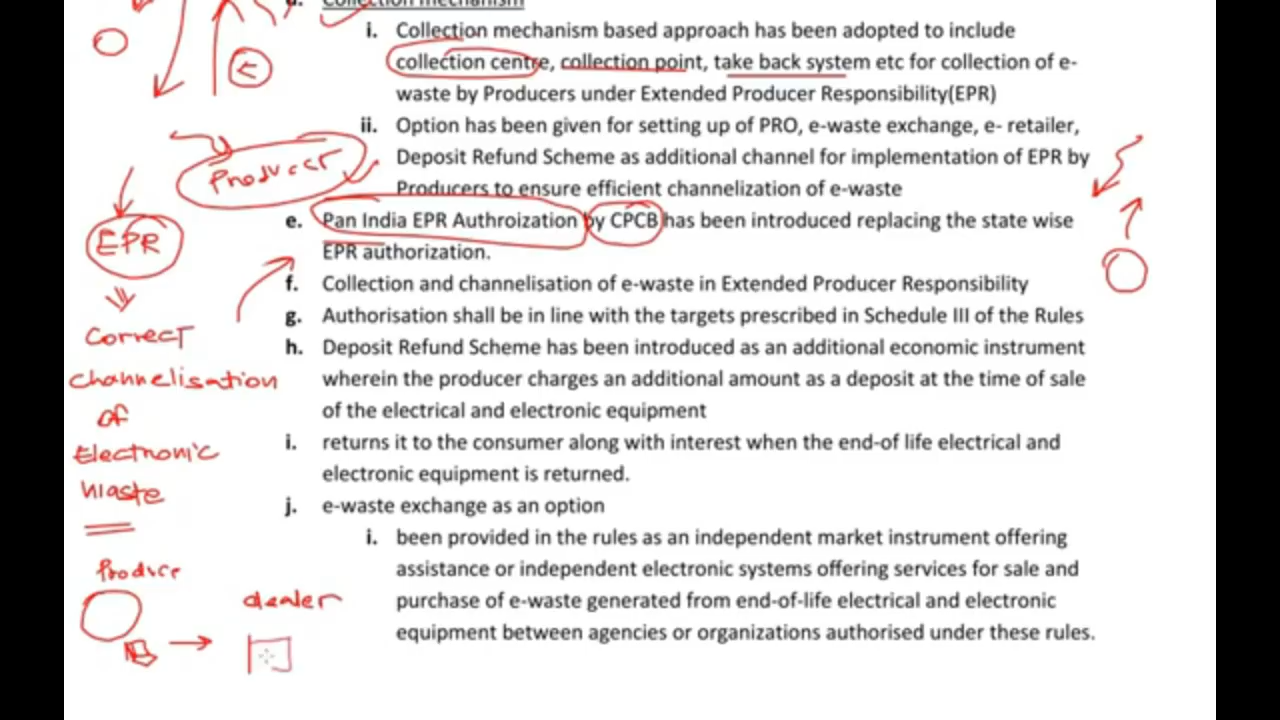 d. Collection mechanism
i. Collection mechanism based approach has been adopted to include
collection centre, collection point, take back system etc for collection of e-
waste by Producers under Extended Producer Responsibility(EPR)
ii. Option has been given for setting up of PRO, e-waste exchange, e- retailer,
Deposit Refund Scheme as additional channel for implementation of EPR by
Producers to ensure efficient channelization of e-waste
e. Pan India EPR Authroization by CPCB has been introduced replacing the state wise
EPR authorization.
f. Collection and channelisation of e-waste in Extended Producer Responsibility
g. Authorisation shall be in line with the targets prescribed in Schedule III of the Rules
h. Deposit Refund Scheme has been introduced as an additional economic instrument
wherein the producer charges an additional amount as a deposit at the time of sale
of the electrical and electronic equipment
i. returns it to the consumer along with interest when the end-of life electrical and
electronic equipment is returned.
j. e-waste exchange as an option
i. been provided in the rules as an independent market instrument offering
assistance or independent electronic systems offering services for sale and
purchase of e-waste generated from end-of-life electrical and electronic
equipment between agencies or organizations authorised under these rules.
Producer
EPR
Correct
channelisation
of
Electronic
Waste
Produce
dealer